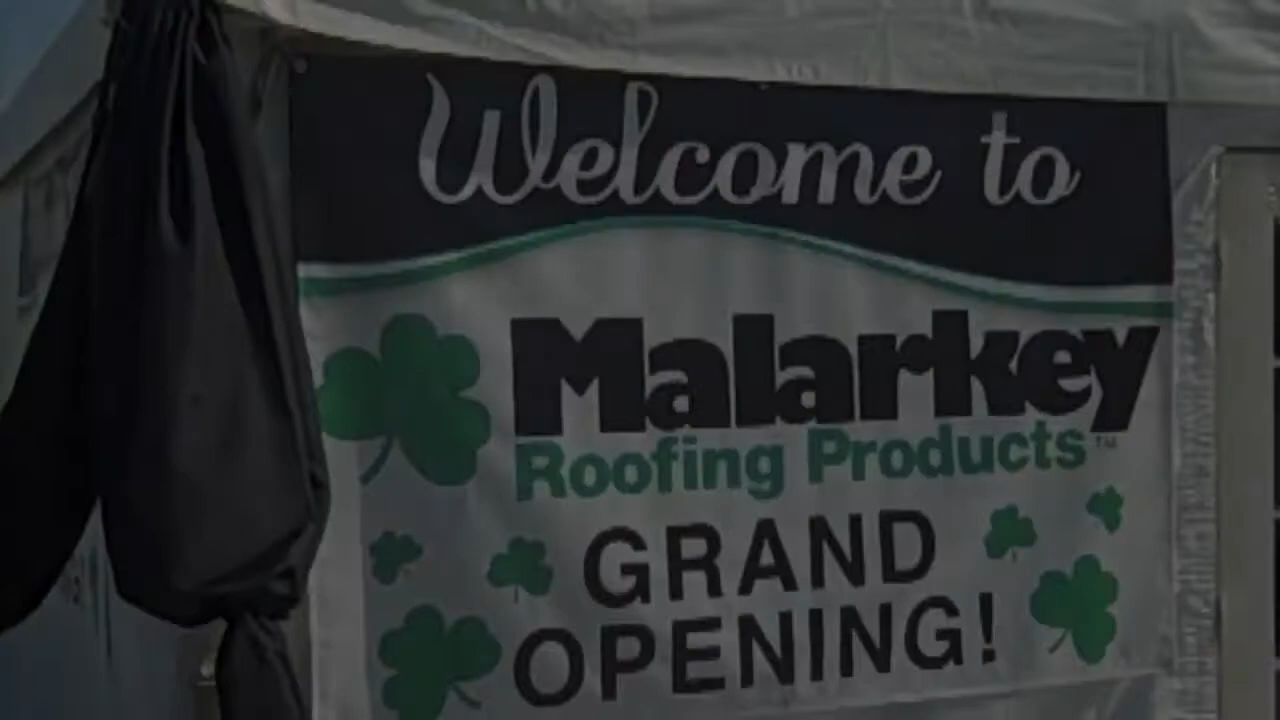 Welcome to
Malarkey
Roofing Products™
GRAND
OPENING!